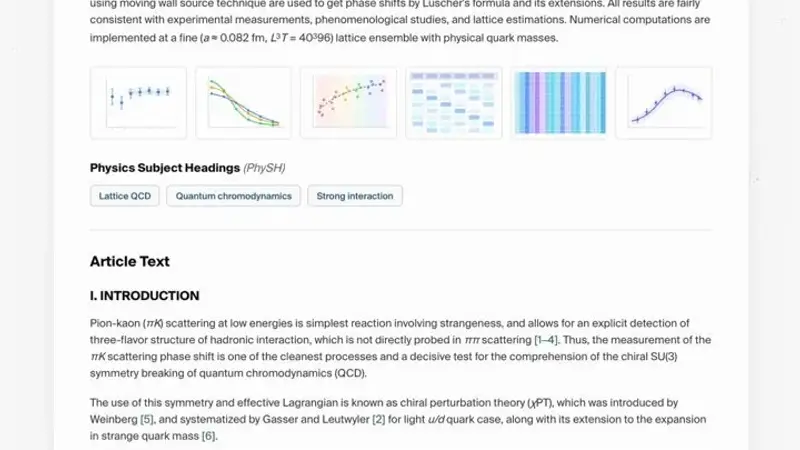 using moving wall source technique are used to get phase shifts by Lüscher's formula and its extensions. All results are fairly
consistent with experimental measurements, phenomenological studies, and lattice estimations. Numerical computations are
implemented at a fine (a ≈ 0.082 fm, L³T = 40³96) lattice ensemble with physical quark masses.
Physics Subject Headings (PhySH)
Lattice QCD
Quantum chromodynamics
Strong interaction
Article Text
I. INTRODUCTION
Pion-kaon (πK) scattering at low energies is simplest reaction involving strangeness, and allows for an explicit detection of
three-flavor structure of hadronic interaction, which is not directly probed in ππ scattering [1–4]. Thus, the measurement of the
πK scattering phase shift is one of the cleanest processes and a decisive test for the comprehension of the chiral SU(3)
symmetry breaking of quantum chromodynamics (QCD).
The use of this symmetry and effective Lagrangian is known as chiral perturbation theory (χPT), which was introduced by
Weinberg [5], and systematized by Gasser and Leutwyler [2] for light u/d quark case, along with its extension to the expansion
in strange quark mass [6].